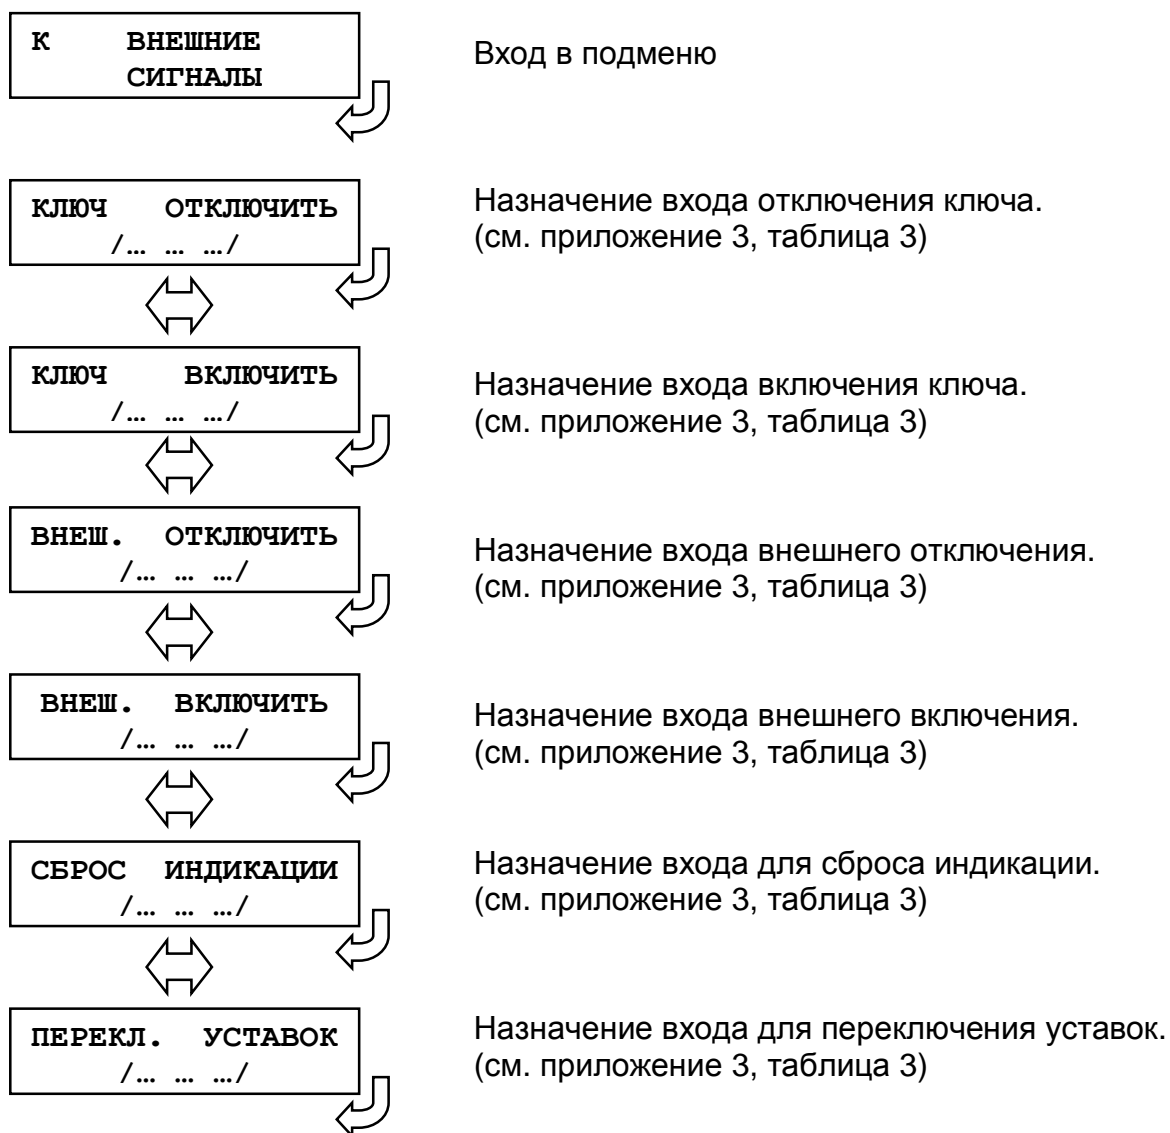 К ВНЕШНИЕ
СИГНАЛЫ
Вход в подменю
КЛЮЧ ОТКЛЮЧИТЬ
/… … …/
Назначение входа отключения ключа.
(см. приложение 3, таблица 3)
КЛЮЧ ВКЛЮЧИТЬ
/… … …/
Назначение входа включения ключа.
(см. приложение 3, таблица 3)
ВНЕШ. ОТКЛЮЧИТЬ
/… … …/
Назначение входа внешнего отключения.
(см. приложение 3, таблица 3)
ВНЕШ. ВКЛЮЧИТЬ
/… … …/
Назначение входа внешнего включения.
(см. приложение 3, таблица 3)
СБРОС ИНДИКАЦИИ
/… … …/
Назначение входа для сброса индикации.
(см. приложение 3, таблица 3)
ПЕРЕКЛ. УСТАВОК
/… … …/
Назначение входа для переключения уставок.
(см. приложение 3, таблица 3)